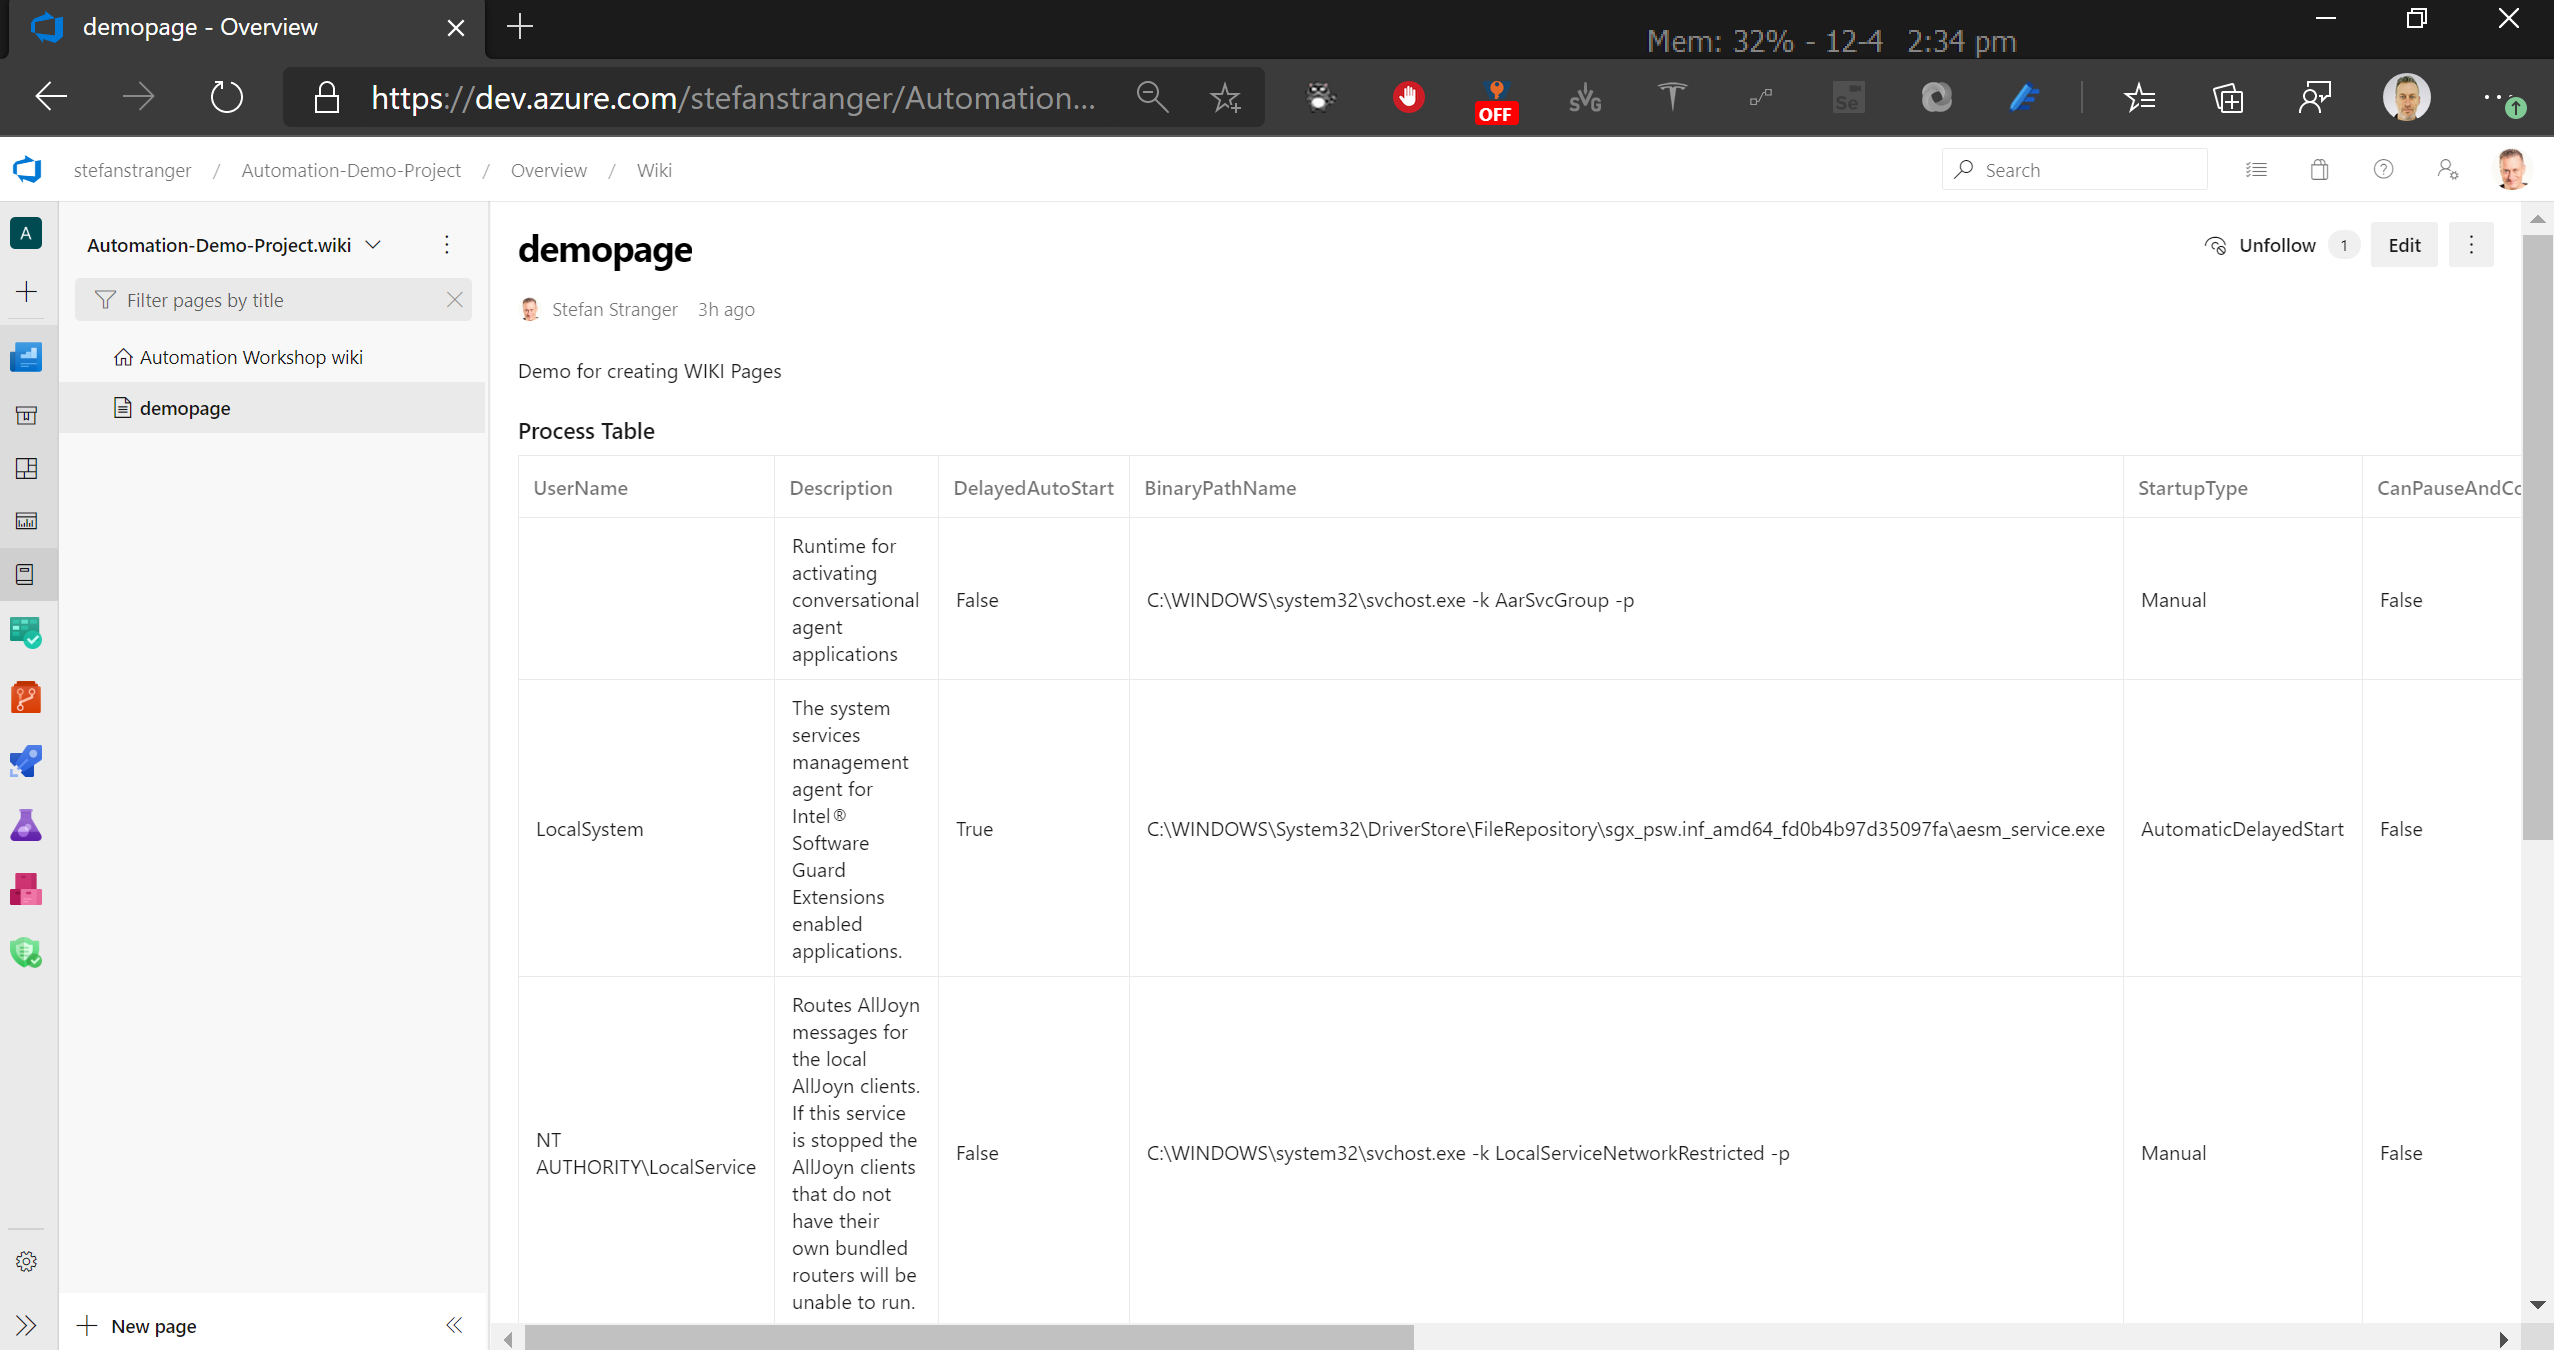 demopage - Overview
Mem: 32% - 12-4 2:34 pm
https://dev.azure.com/stefanstranger/Automation...
OFF
SVG
T
Se
stefanstranger / Automation-Demo-Project / Overview / Wiki
Search
A
Automation-Demo-Project.wiki
Filter pages by title
Automation Workshop wiki
demopage
New page
demopage
Unfollow 1 Edit
Stefan Stranger 3h ago
Demo for creating WIKI Pages
Process Table
UserName Description DelayedAutoStart BinaryPathName StartupType CanPauseAndCo
Runtime for
activating
conversational
agent
applications
False
C:\WINDOWS\system32\svchost.exe -k AarSvcGroup -p
Manual
False
LocalSystem
The system
services
management
agent for
Intel®
Software
Guard
Extensions
enabled
applications.
True
C:\WINDOWS\System32\DriverStore\FileRepository\sgx_psw.inf_amd64_fd0b4b97d35097fa\aesm_service.exe
AutomaticDelayedStart
False
NT
AUTHORITY\LocalService
Routes AllJoyn
messages for
the local
AllJoyn clients.
If this service
is stopped the
AllJoyn clients
that do not
have their
own bundled
routers will be
unable to run.
False
C:\WINDOWS\system32\svchost.exe -k LocalServiceNetworkRestricted -p
Manual
False